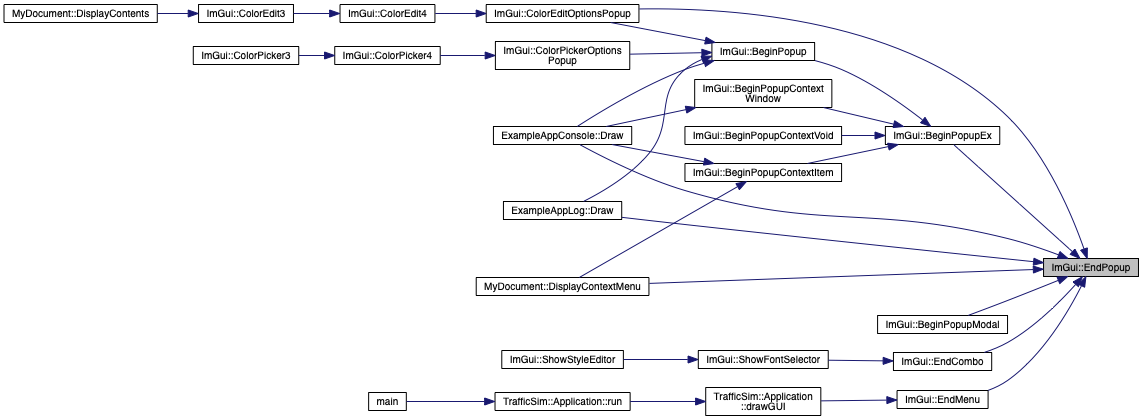 MyDocument::DisplayContents
ImGui::ColorEdit3
ImGui::ColorEdit4
ImGui::ColorEditOptionsPopup
ImGui::ColorPicker3
ImGui::ColorPicker4
ImGui::ColorPickerOptions
Popup
ImGui::BeginPopup
ImGui::BeginPopupContext
Window
ExampleAppConsole::Draw
ImGui::BeginPopupContextVoid
ImGui::BeginPopupEx
ImGui::BeginPopupContextItem
ExampleAppLog::Draw
ImGui::EndPopup
MyDocument::DisplayContextMenu
ImGui::BeginPopupModal
ImGui::ShowStyleEditor
ImGui::ShowFontSelector
ImGui::EndCombo
main
TrafficSim::Application::run
TrafficSim::Application
::drawGUI
ImGui::EndMenu